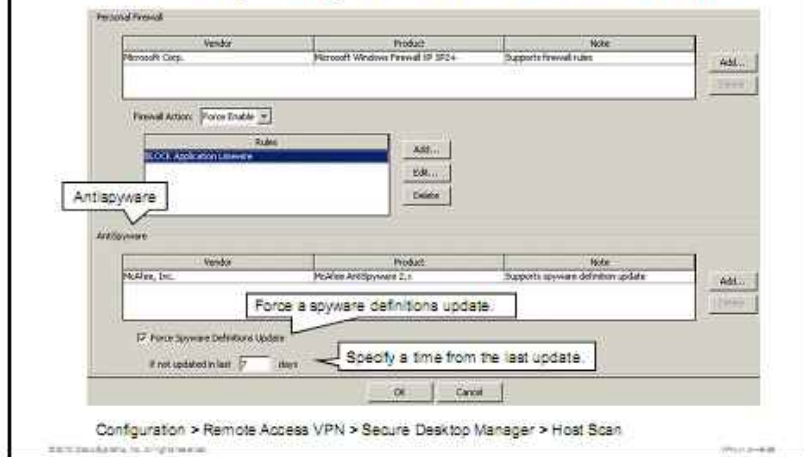 Personal Firewall
Vendor Product Note
Microsoft Corp. Microsoft Windows Firewall XP SP2+ Supports firewall rules
Add...
Delete
Firewall Action: Force Enable
Rules
BLOCK Application Limewire
Add...
Edit...
Delete
Antispyware
AntiSpyware
Vendor Product Note
McAfee, Inc. McAfee AntiSpyware 2.x Supports spyware definition update
Add...
Delete
Force a spyware definitions update.
Force Spyware Definitions Update
if not updated in last 7 days
Specify a time from the last update.
OK Cancel
Configuration > Remote Access VPN > Secure Desktop Manager > Host Scan